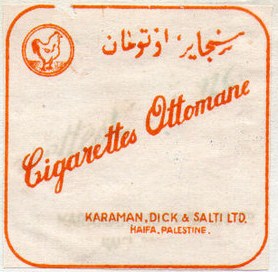 سيجاير اوتومان
Cigarettes Ottomane
KARAMAN, DICK & SALTI LTD.
HAIFA, PALESTINE.